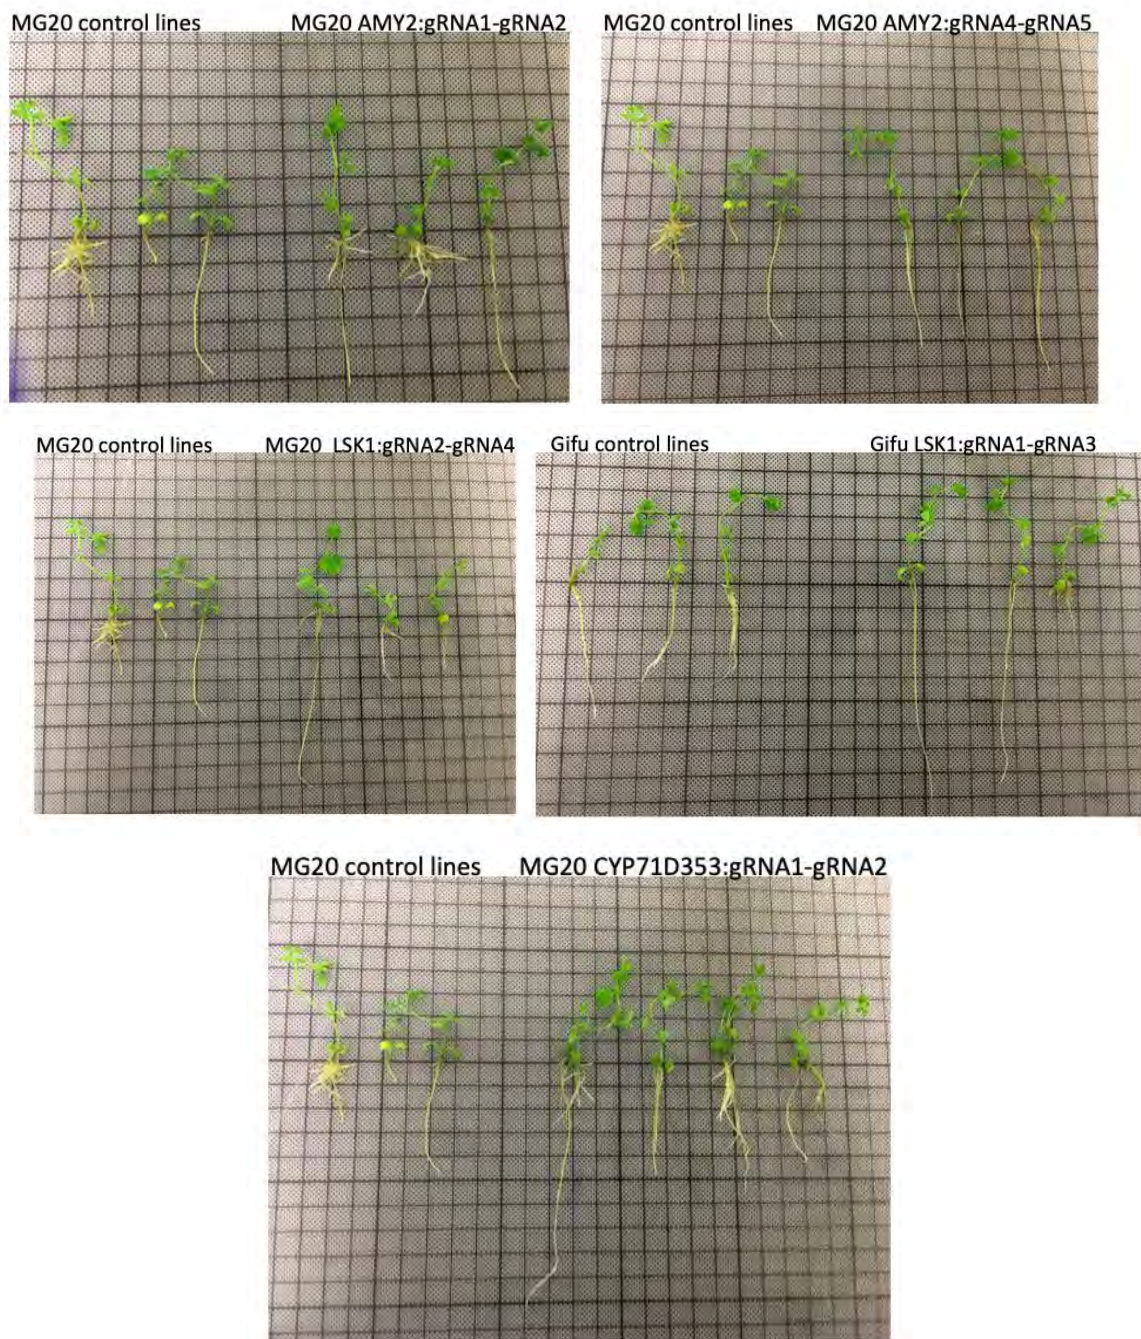 MG20 control lines MG20 AMY2:gRNA1-gRNA2
MG20 control lines MG20 AMY2:gRNA4-gRNA5
MG20 control lines MG20 LSK1:gRNA2-gRNA4
Gifu control lines Gifu LSK1:gRNA1-gRNA3
MG20 control lines MG20 CYP71D353:gRNA1-gRNA2